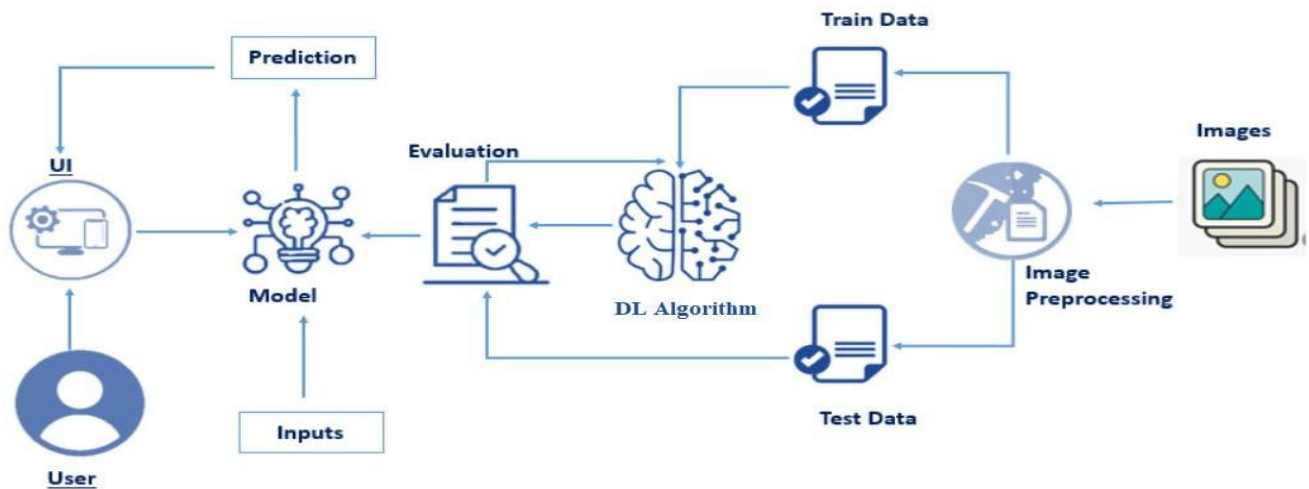 Train Data
Prediction
Images
Evaluation
UI
Image
Preprocessing
Model
DL Algorithm
Test Data
Inputs
User